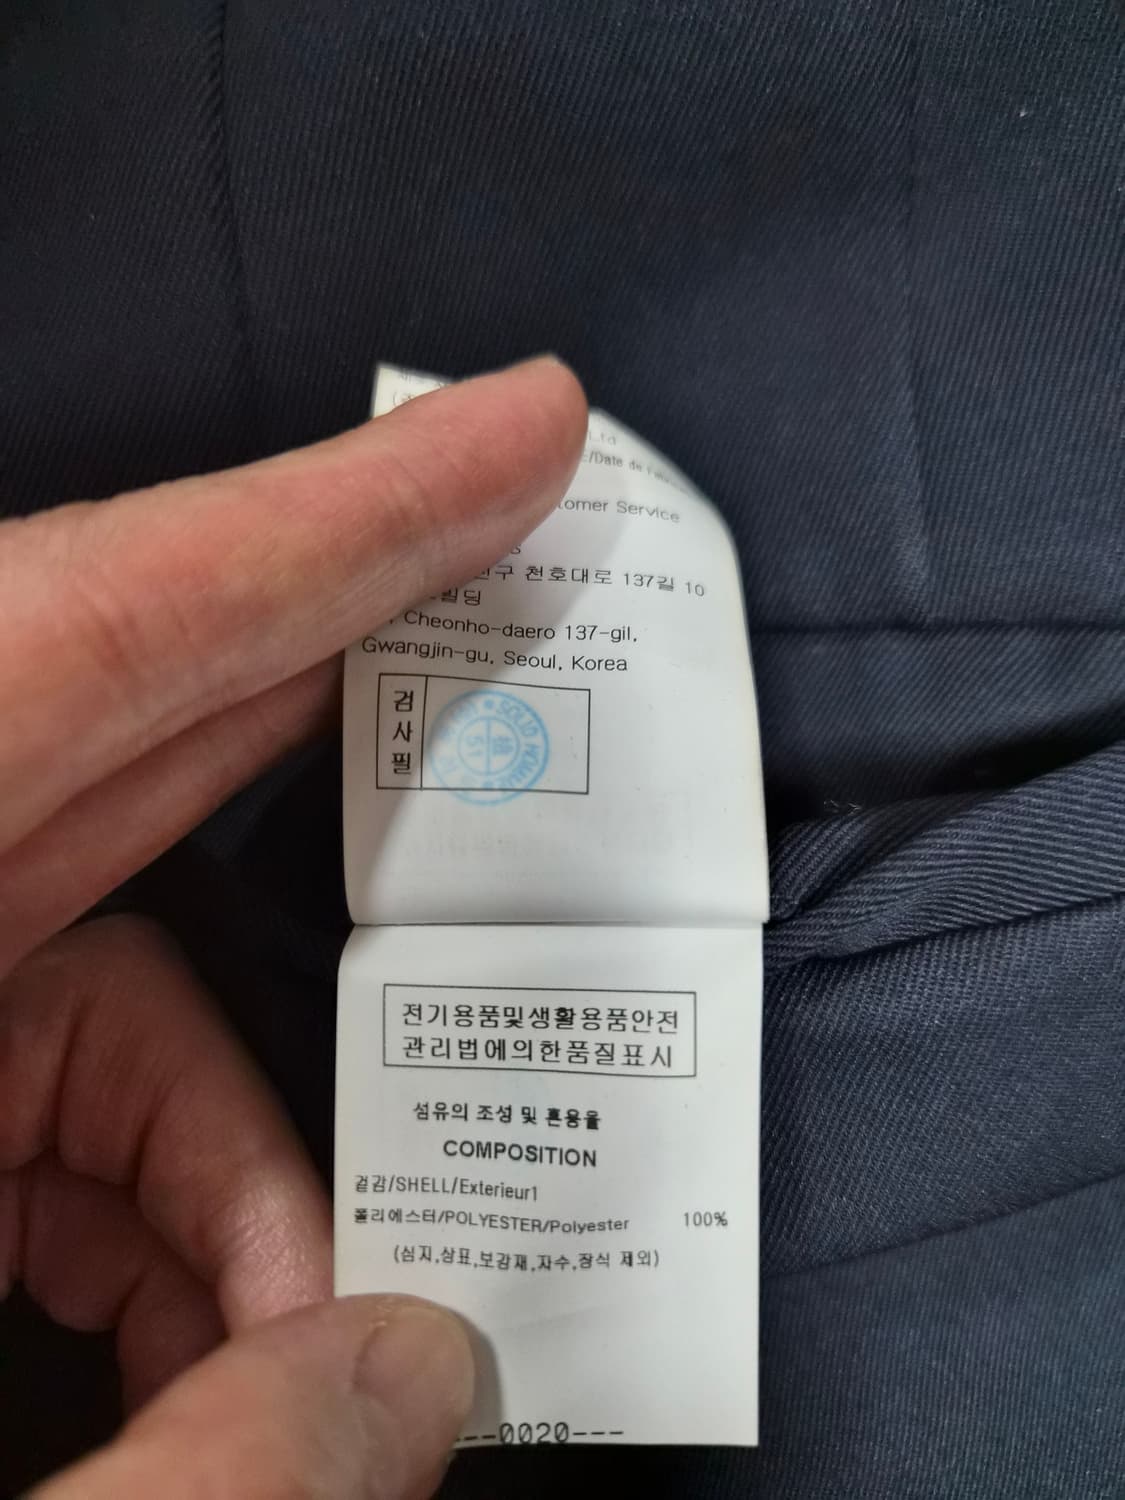 Ltd
/Date de
tomer Service
천호대로 137길 10
빌딩
Cheonho-daero 137-gil,
Gwangjin-gu, Seoul, Korea
검사필
SOLID HOMME
51
전기용품및생활용품안전
관리법에의한품질표시
섬유의 조성 및 혼용율
COMPOSITION
겉감/SHELL/Exterieur1
폴리에스터/POLYESTER/Polyester 100%
(심지,상표,보강재,자수,장식 제외)
--0020---